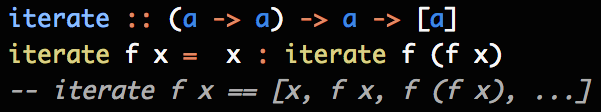 iterate :: (a -> a) -> a -> [a]
iterate f x =  x : iterate f (f x)
-- iterate f x == [x, f x, f (f x), ...]